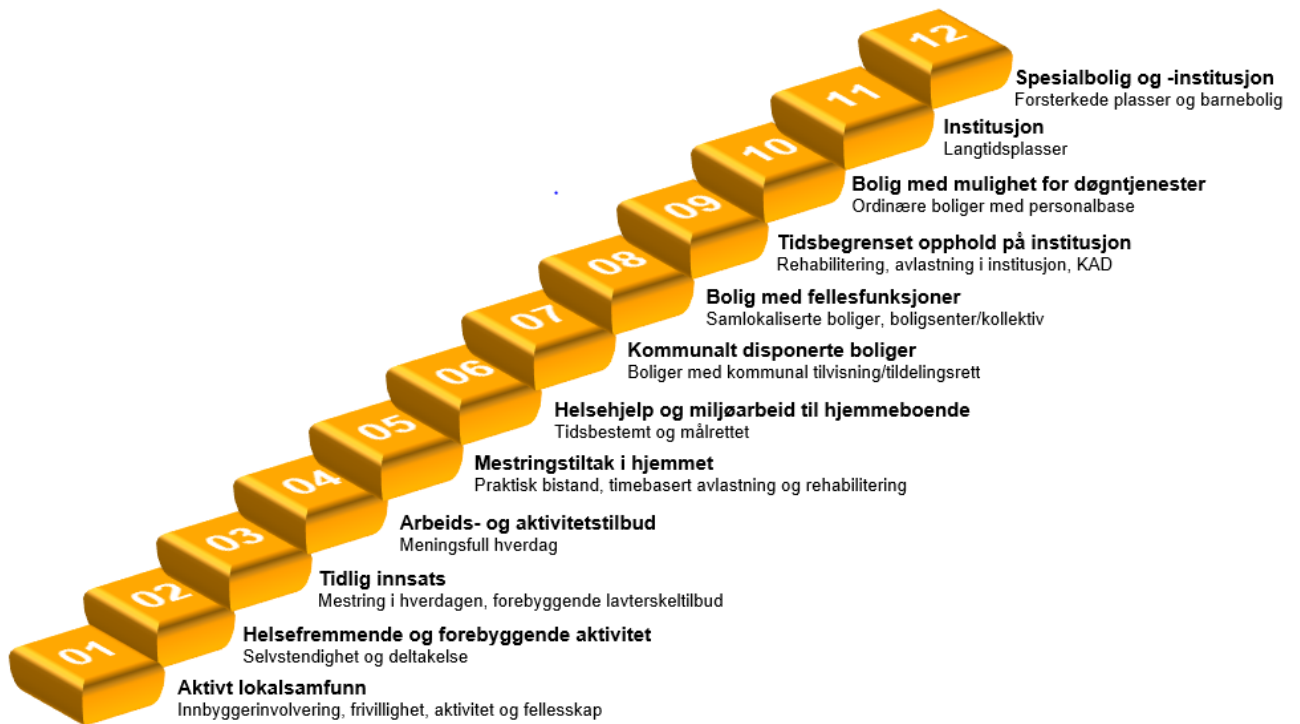 12
Spesialbolig og -institusjon
Forsterkede plasser og barnebolig
11
Institusjon
Langtidsplasser
10
Bolig med mulighet for døgntjenester
Ordinære boliger med personalbase
09
Tidsbegrenset opphold på institusjon
Rehabilitering, avlastning i institusjon, KAD
08
Bolig med fellesfunksjoner
Samlokaliserte boliger, boligsenter/kollektiv
07
Kommunalt disponerte boliger
Boliger med kommunal tilvisning/tildelingsrett
06
Helsehjelp og miljøarbeid til hjemmeboende
Tidsbestemt og målrettet
05
Mestringstiltak i hjemmet
Praktisk bistand, timebasert avlastning og rehabilitering
04
Arbeids- og aktivitetstilbud
Meningsfull hverdag
03
Tidlig innsats
Mestring i hverdagen, forebyggende lavterskeltilbud
02
Helsefremmende og forebyggende aktivitet
Selvstendighet og deltakelse
01
Aktivt lokalsamfunn
Innbyggerinvolvering, frivillighet, aktivitet og fellesskap